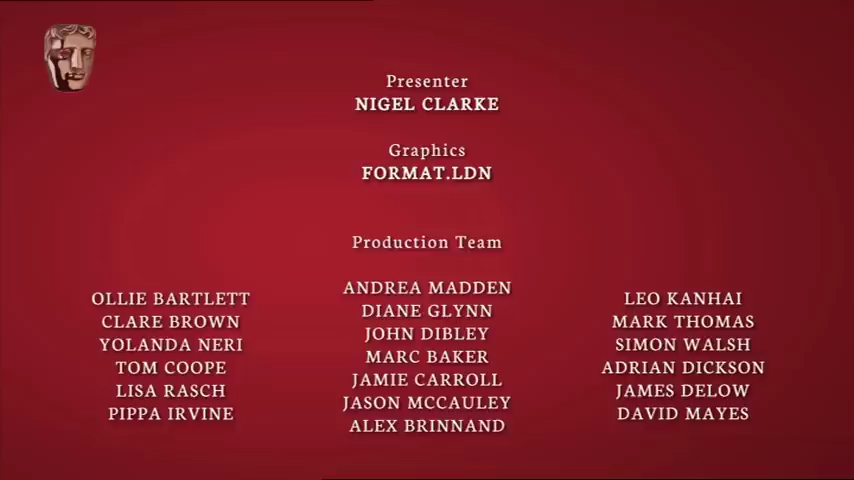 Presenter
NIGEL CLARKE
Graphics
FORMAT.LDN
Production Team
OLLIE BARTLETT
CLARE BROWN
YOLANDA NERI
TOM COOPE
LISA RASCH
PIPPA IRVINE
ANDREA MADDEN
DIANE GLYNN
JOHN DIBLEY
MARC BAKER
JAMIE CARROLL
JASON MCCAULEY
ALEX BRINNAND
LEO KANHAI
MARK THOMAS
SIMON WALSH
ADRIAN DICKSON
JAMES DELOW
DAVID MAYES